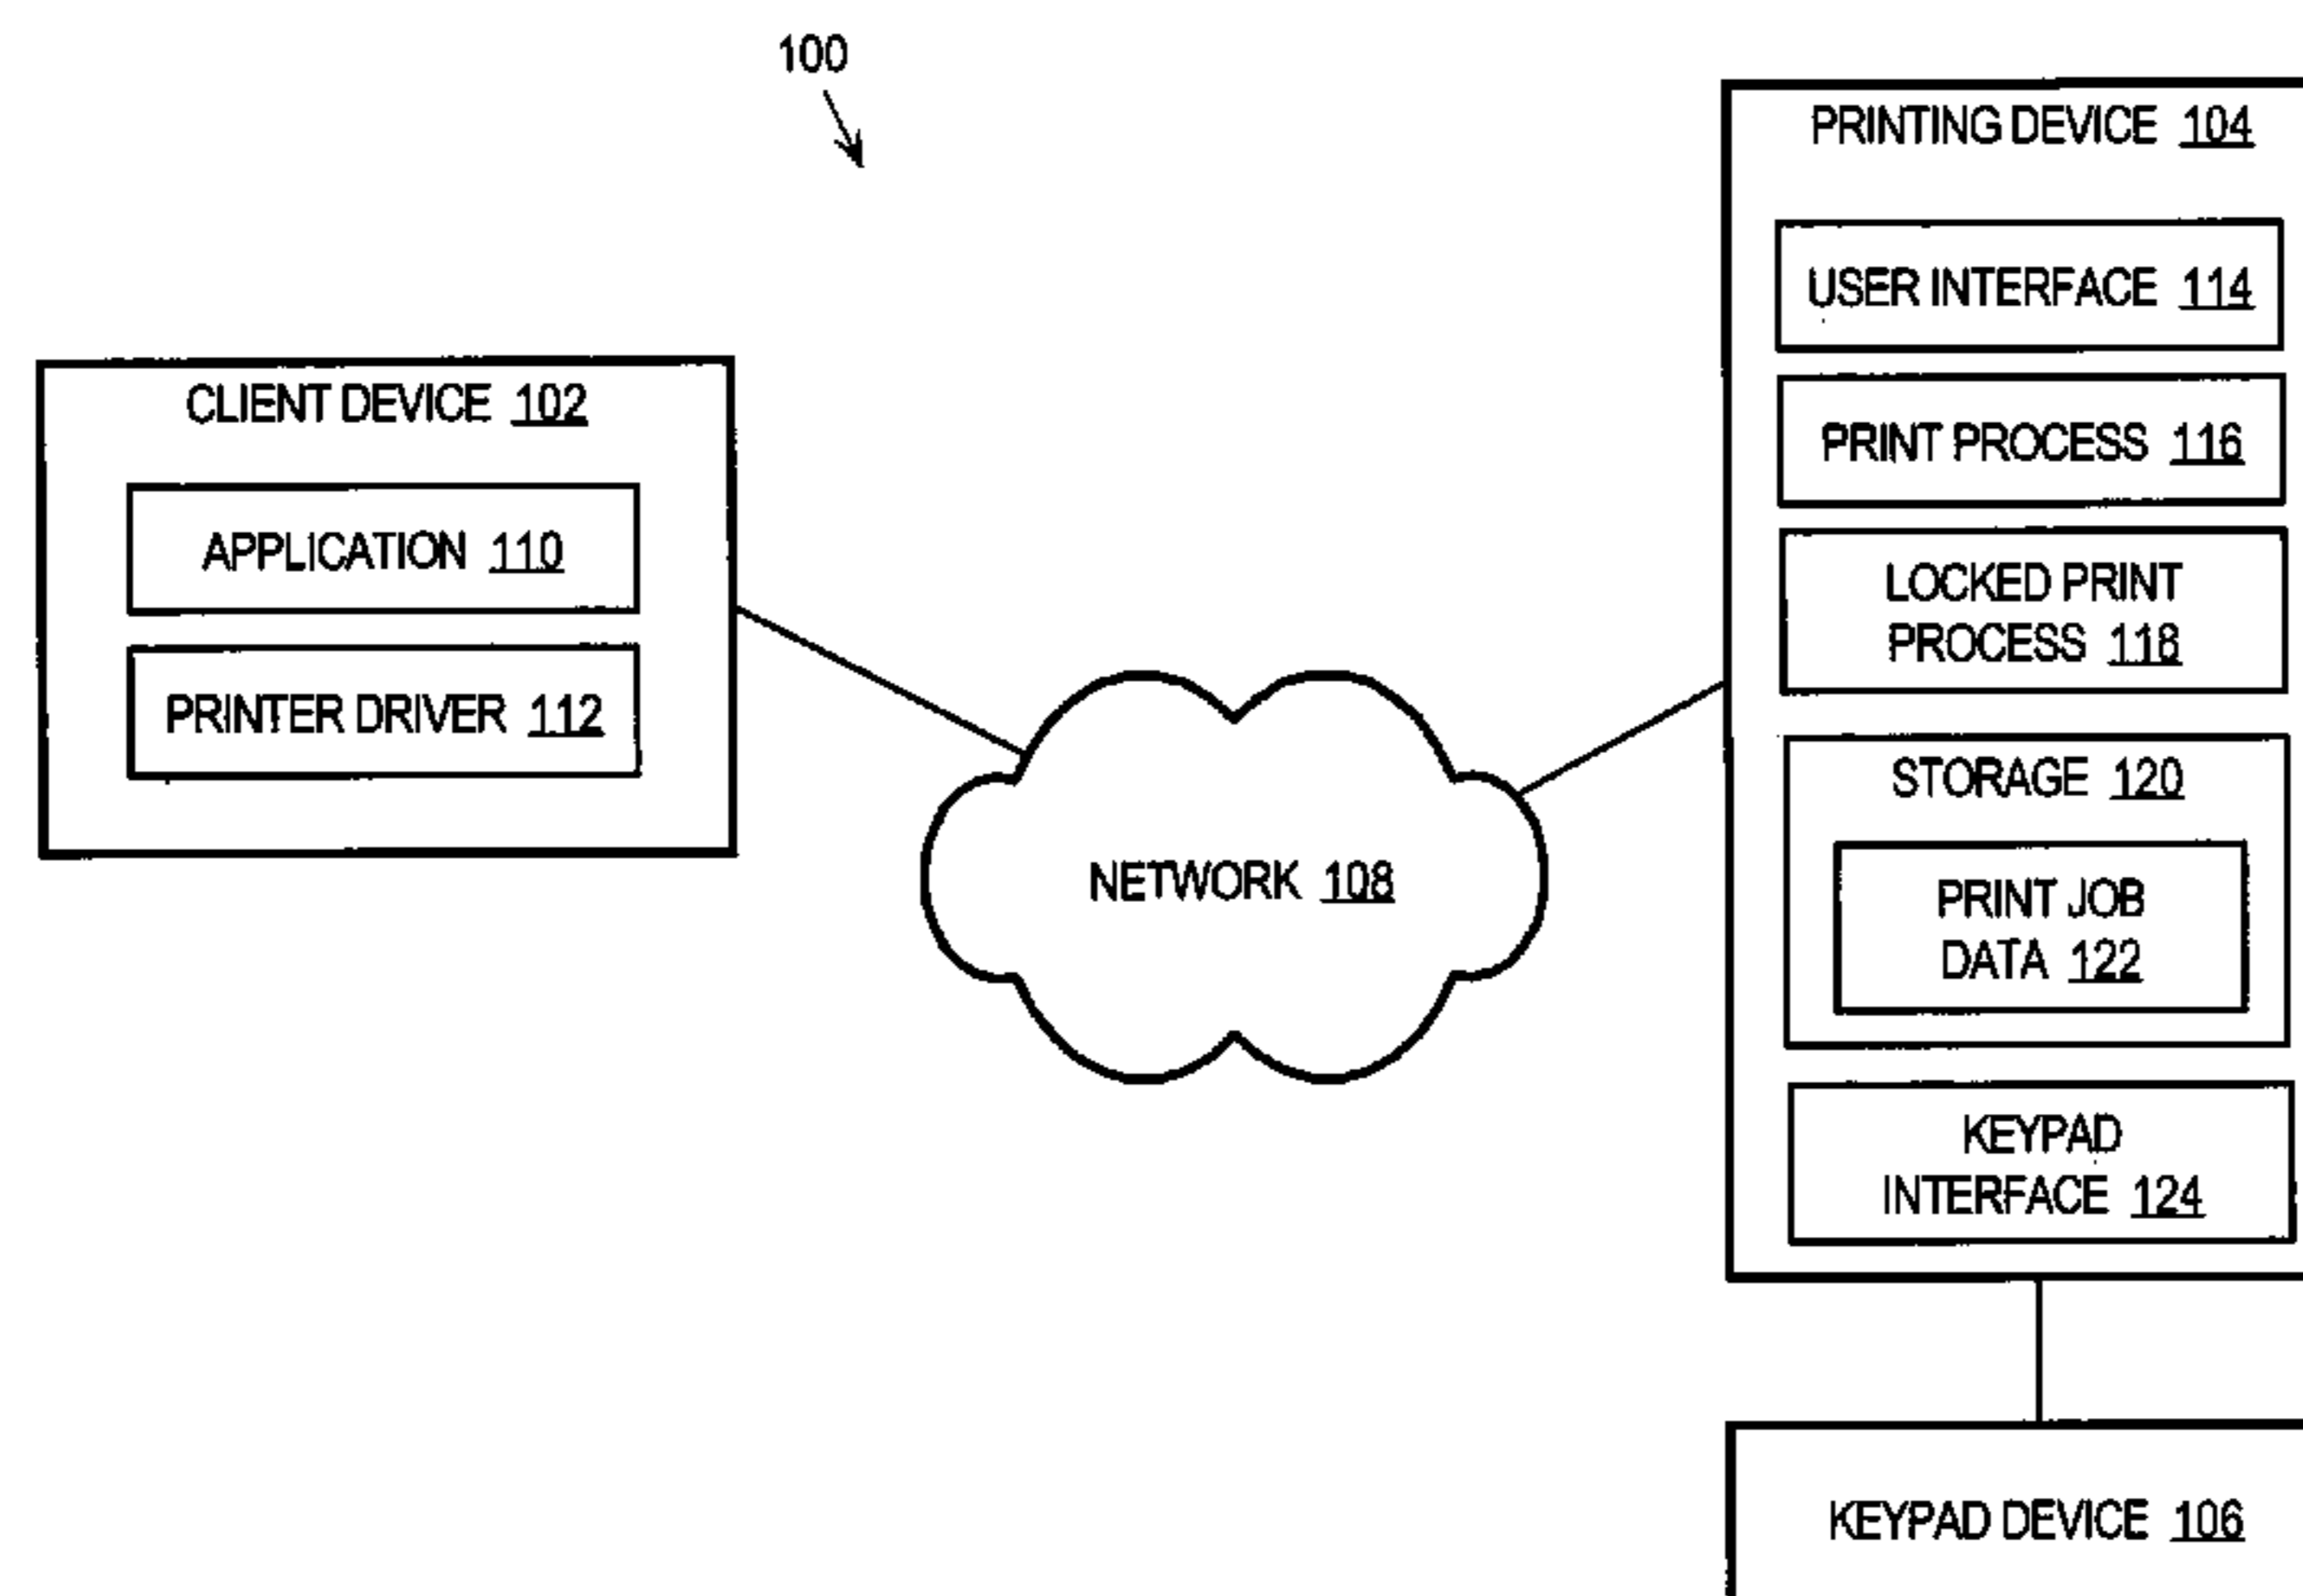 100
PRINTING DEVICE 104
USER INTERFACE 114
PRINT PROCESS 116
LOCKED PRINT
PROCESS 118
STORAGE 120
PRINT JOB
DATA 122
KEYPAD
INTERFACE 124
CLIENT DEVICE 102
APPLICATION 110
PRINTER DRIVER 112
NETWORK 108
KEYPAD DEVICE 106